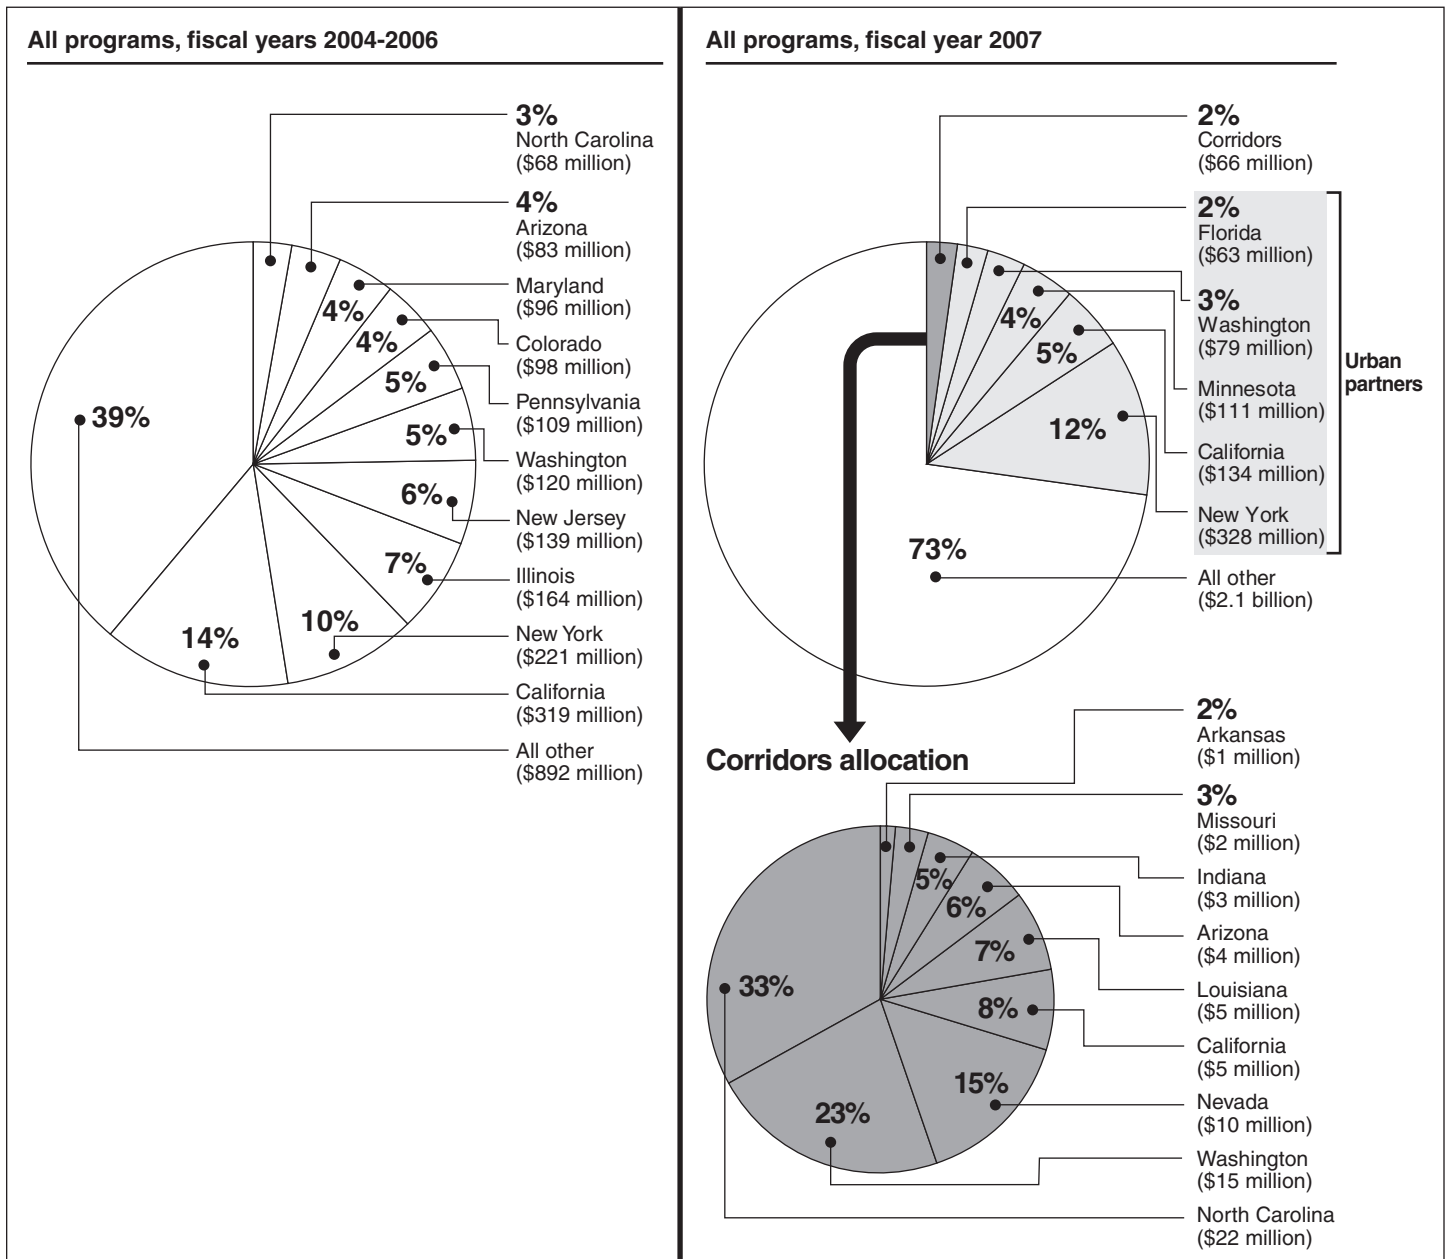 All programs, fiscal years 2004-2006
3%
North Carolina
($68 million)
4%
Arizona
($83 million)
4%
Maryland
($96 million)
4%
Colorado
($98 million)
5%
Pennsylvania
($109 million)
5%
Washington
($120 million)
6%
New Jersey
($139 million)
7%
Illinois
($164 million)
10%
New York
($221 million)
14%
California
($319 million)
39%
All other
($892 million)
All programs, fiscal year 2007
2%
Corridors
($66 million)
2%
Florida
($63 million)
3%
Washington
($79 million)
4%
Minnesota
($111 million)
5%
California
($134 million)
12%
New York
($328 million)
Urban
partners
73%
All other
($2.1 billion)
Corridors allocation
2%
Arkansas
($1 million)
3%
Missouri
($2 million)
5%
Indiana
($3 million)
6%
Arizona
($4 million)
7%
Louisiana
($5 million)
8%
California
($5 million)
15%
Nevada
($10 million)
23%
Washington
($15 million)
33%
North Carolina
($22 million)